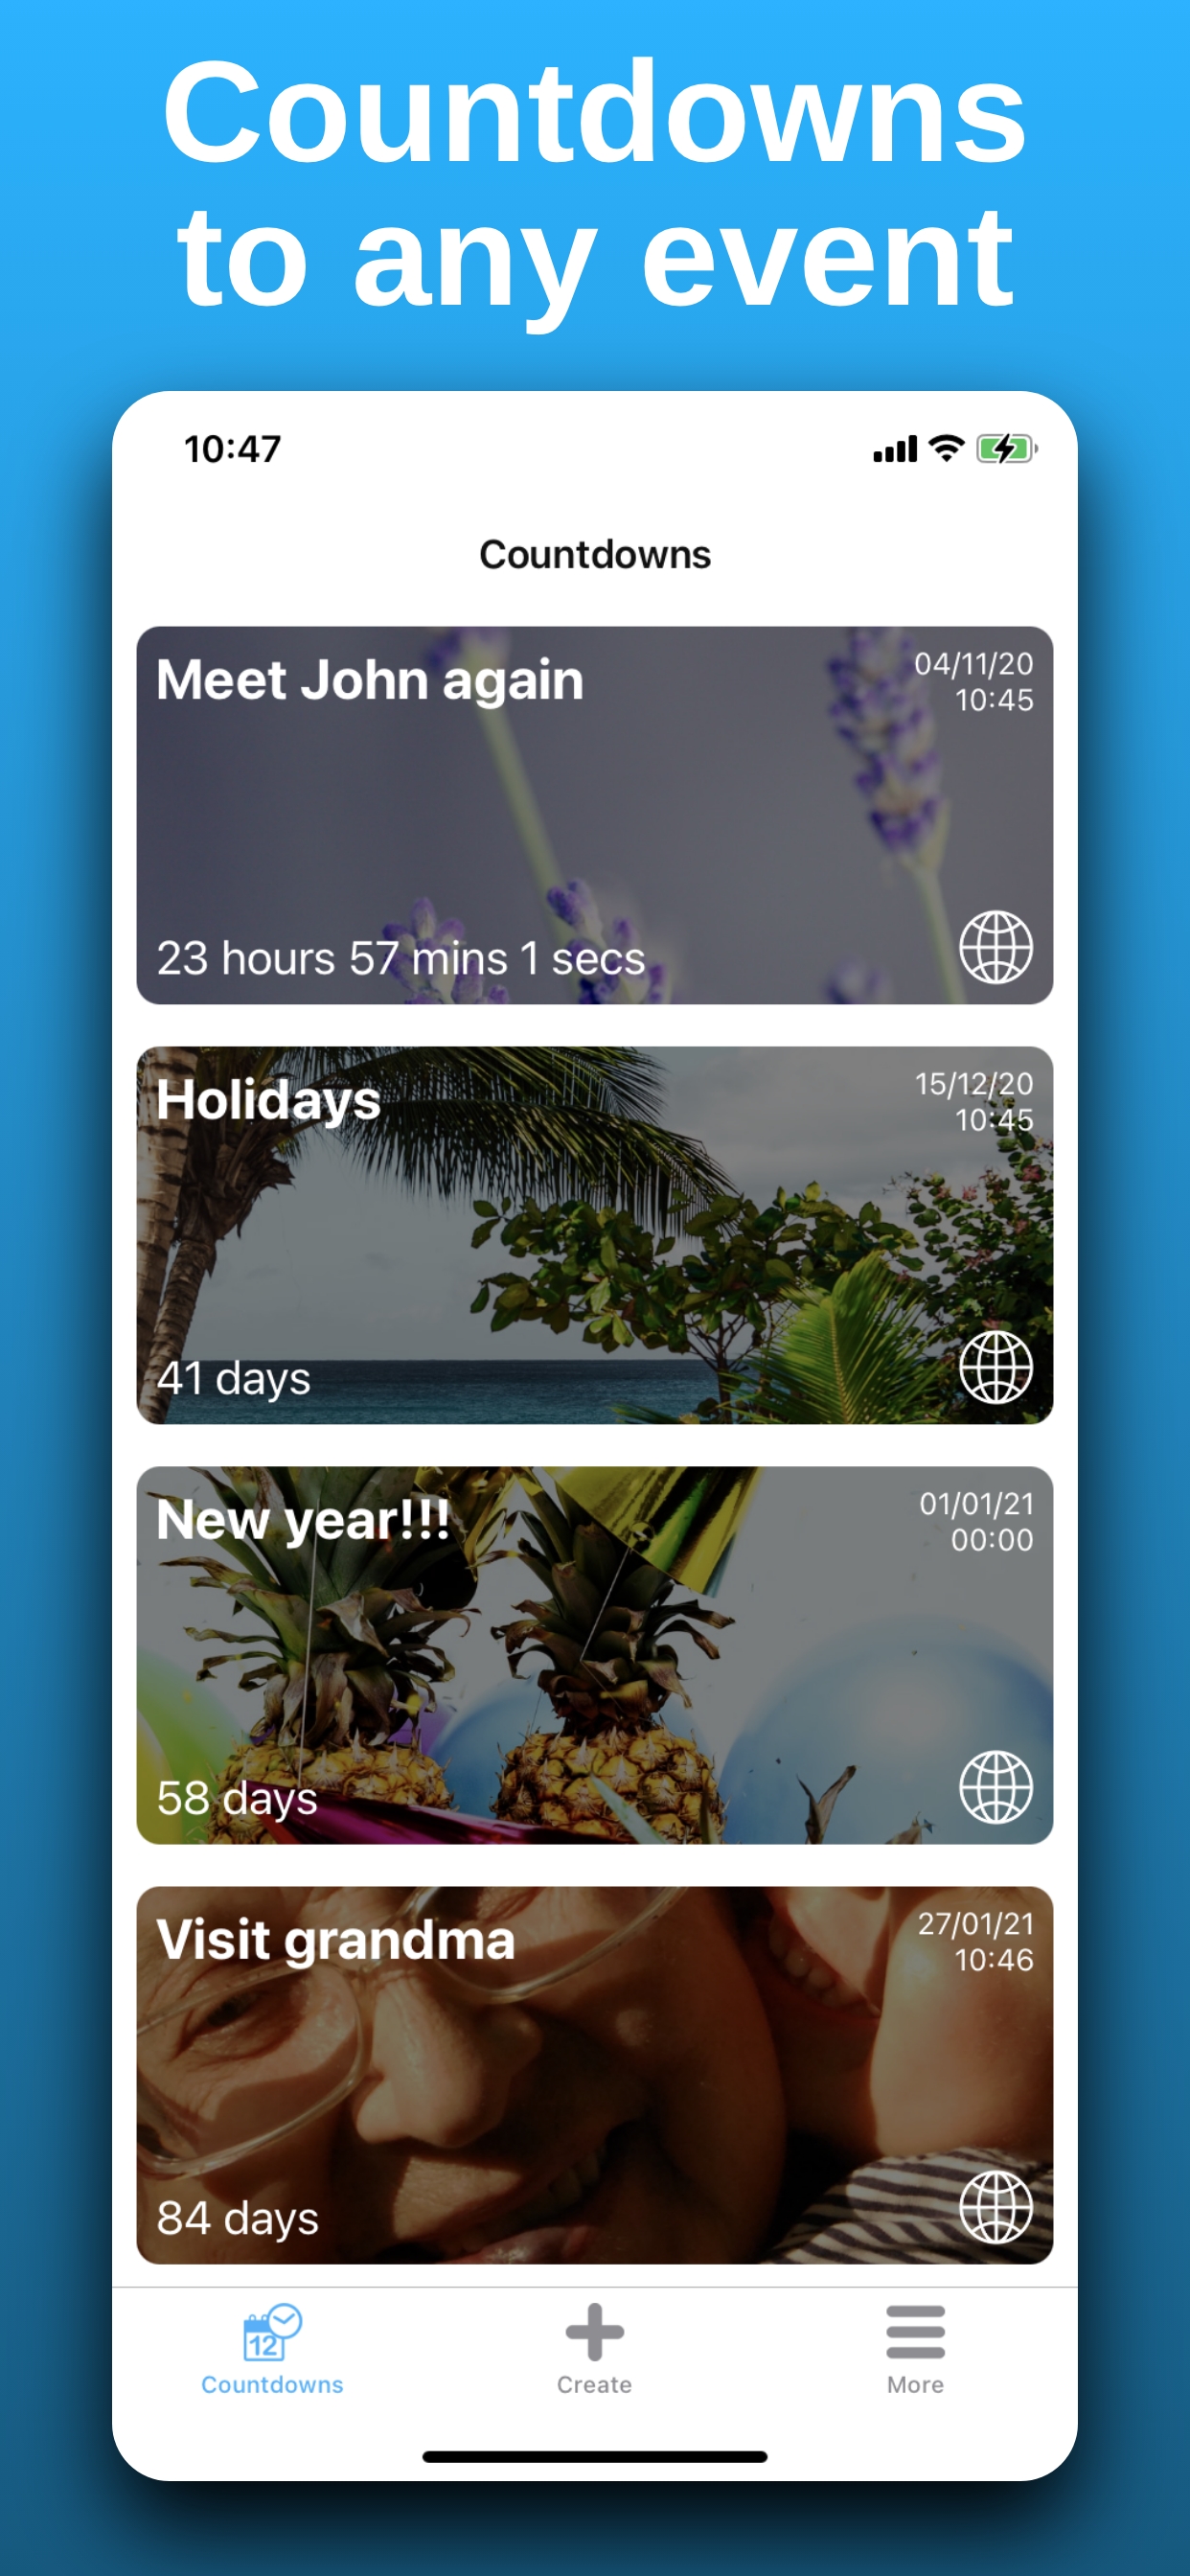 Countdowns
to any event
10:47
Countdowns
Meet John again
04/11/20
10:45
23 hours 57 mins 1 secs
Holidays
15/12/20
10:45
41 days
New year!!!
01/01/21
00:00
58 days
Visit grandma
27/01/21
10:46
84 days
12
Countdowns
Create
More